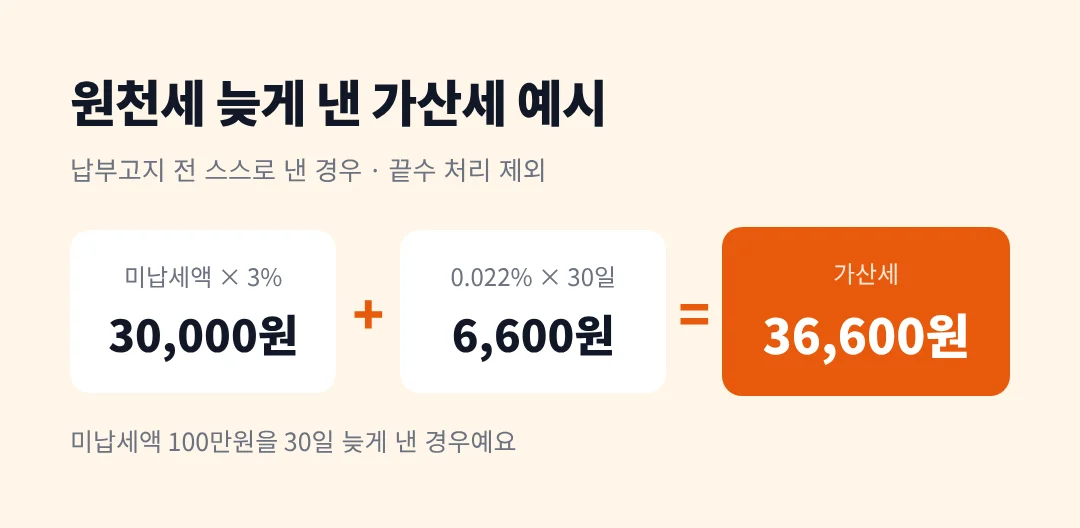 원천세 늦게 낸 가산세 예시
납부고지 전 스스로 낸 경우 · 끝수 처리 제외
미납세액 × 3%
30,000원
+
0.022% × 30일
6,600원
=
가산세
36,600원
미납세액 100만원을 30일 늦게 낸 경우예요